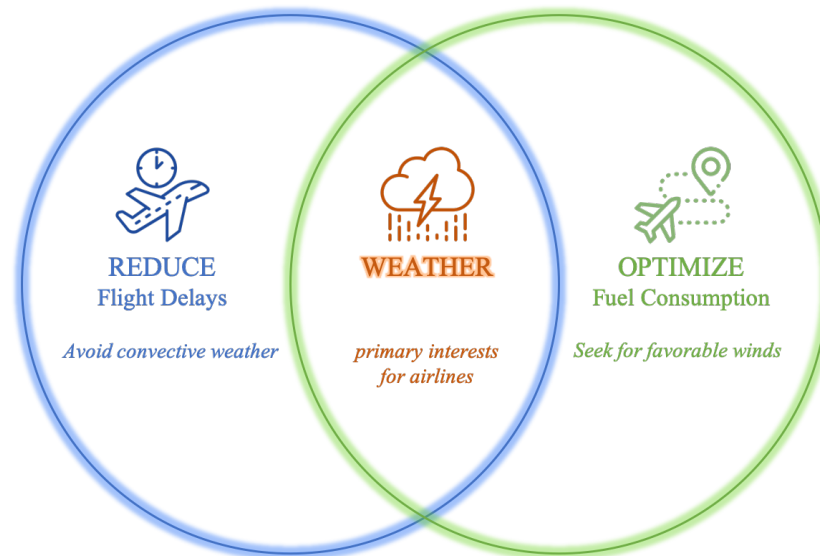 REDUCE
Flight Delays
Avoid convective weather
WEATHER
primary interests
for airlines
OPTIMIZE
Fuel Consumption
Seek for favorable winds